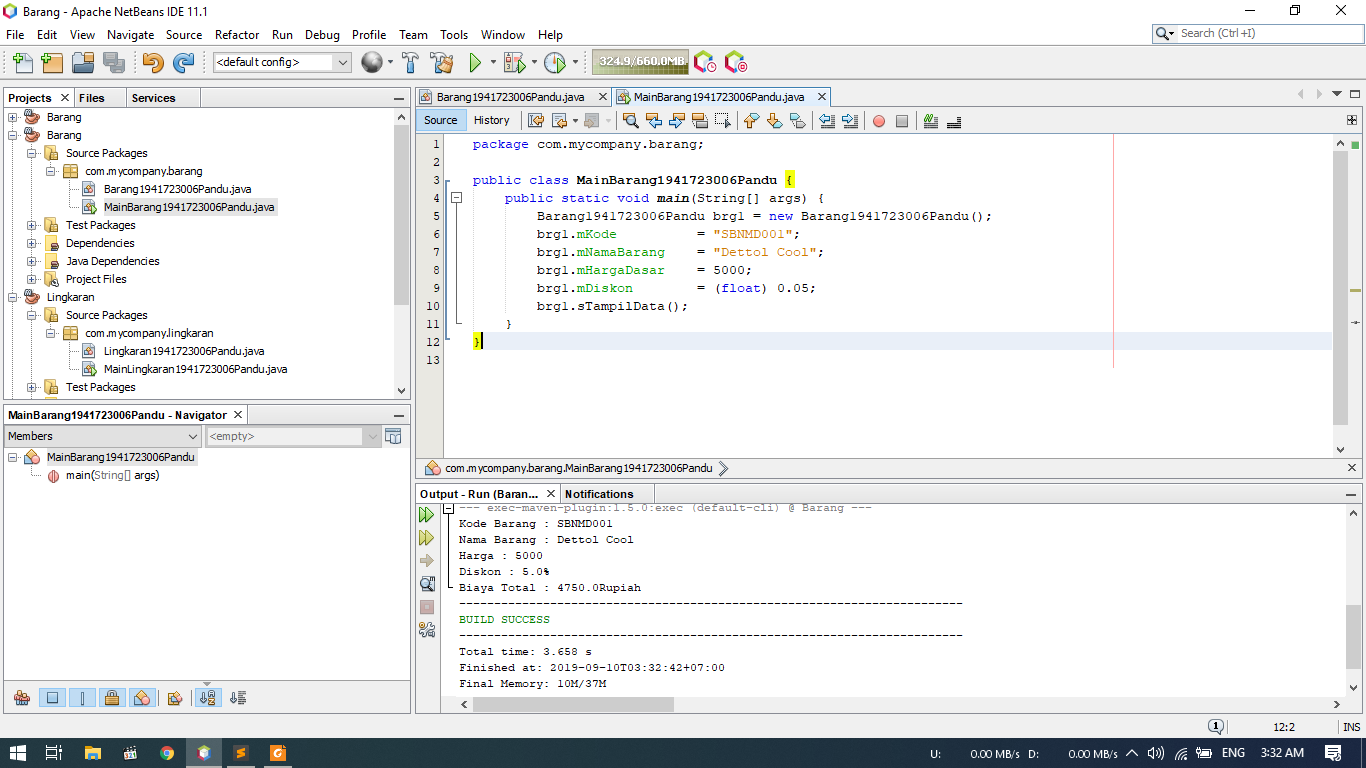 Barang - Apache NetBeans IDE 11.1
File Edit View Navigate Source Refactor Run Debug Profile Team Tools Window Help
Search (Ctrl+I)
<default config>
324.9/660.0MB
Projects Files Services
Barang
Barang
Source Packages
com.mycompany.barang
Barang1941723006Pandu.java
MainBarang1941723006Pandu.java
Test Packages
Dependencies
Java Dependencies
Project Files
Lingkaran
Source Packages
com.mycompany.lingkaran
Lingkaran1941723006Pandu.java
MainLingkaran1941723006Pandu.java
Test Packages
MainBarang1941723006Pandu - Navigator
Members
<empty>
MainBarang1941723006Pandu
main(String[] args)
Barang1941723006Pandu.java MainBarang1941723006Pandu.java
Source History
1 package com.mycompany.barang;
2
3 public class MainBarang1941723006Pandu {
4 public static void main(String[] args) {
5 Barang1941723006Pandu brg1 = new Barang1941723006Pandu();
6 brg1.mKode = "SBNMD001";
7 brg1.mNamaBarang = "Dettol Cool";
8 brg1.mHargaDasar = 5000;
9 brg1.mDiskon = (float) 0.05;
10 brg1.sTampilData();
11 }
12 }
13
com.mycompany.barang.MainBarang1941723006Pandu
Output - Run (Baran... Notifications
--- exec-maven-plugin:1.5.0:exec (default-cli) @ Barang ---
Kode Barang : SBNMD001
Nama Barang : Dettol Cool
Harga : 5000
Diskon : 5.0%
Biaya Total : 4750.0Rupiah
------------------------------------------------------------------------
BUILD SUCCESS
------------------------------------------------------------------------
Total time: 3.658 s
Finished at: 2019-09-10T03:32:42+07:00
Final Memory: 10M/37M
1 12:2 INS
U: 0.00 MB/s D: 0.00 MB/s ENG 3:32 AM